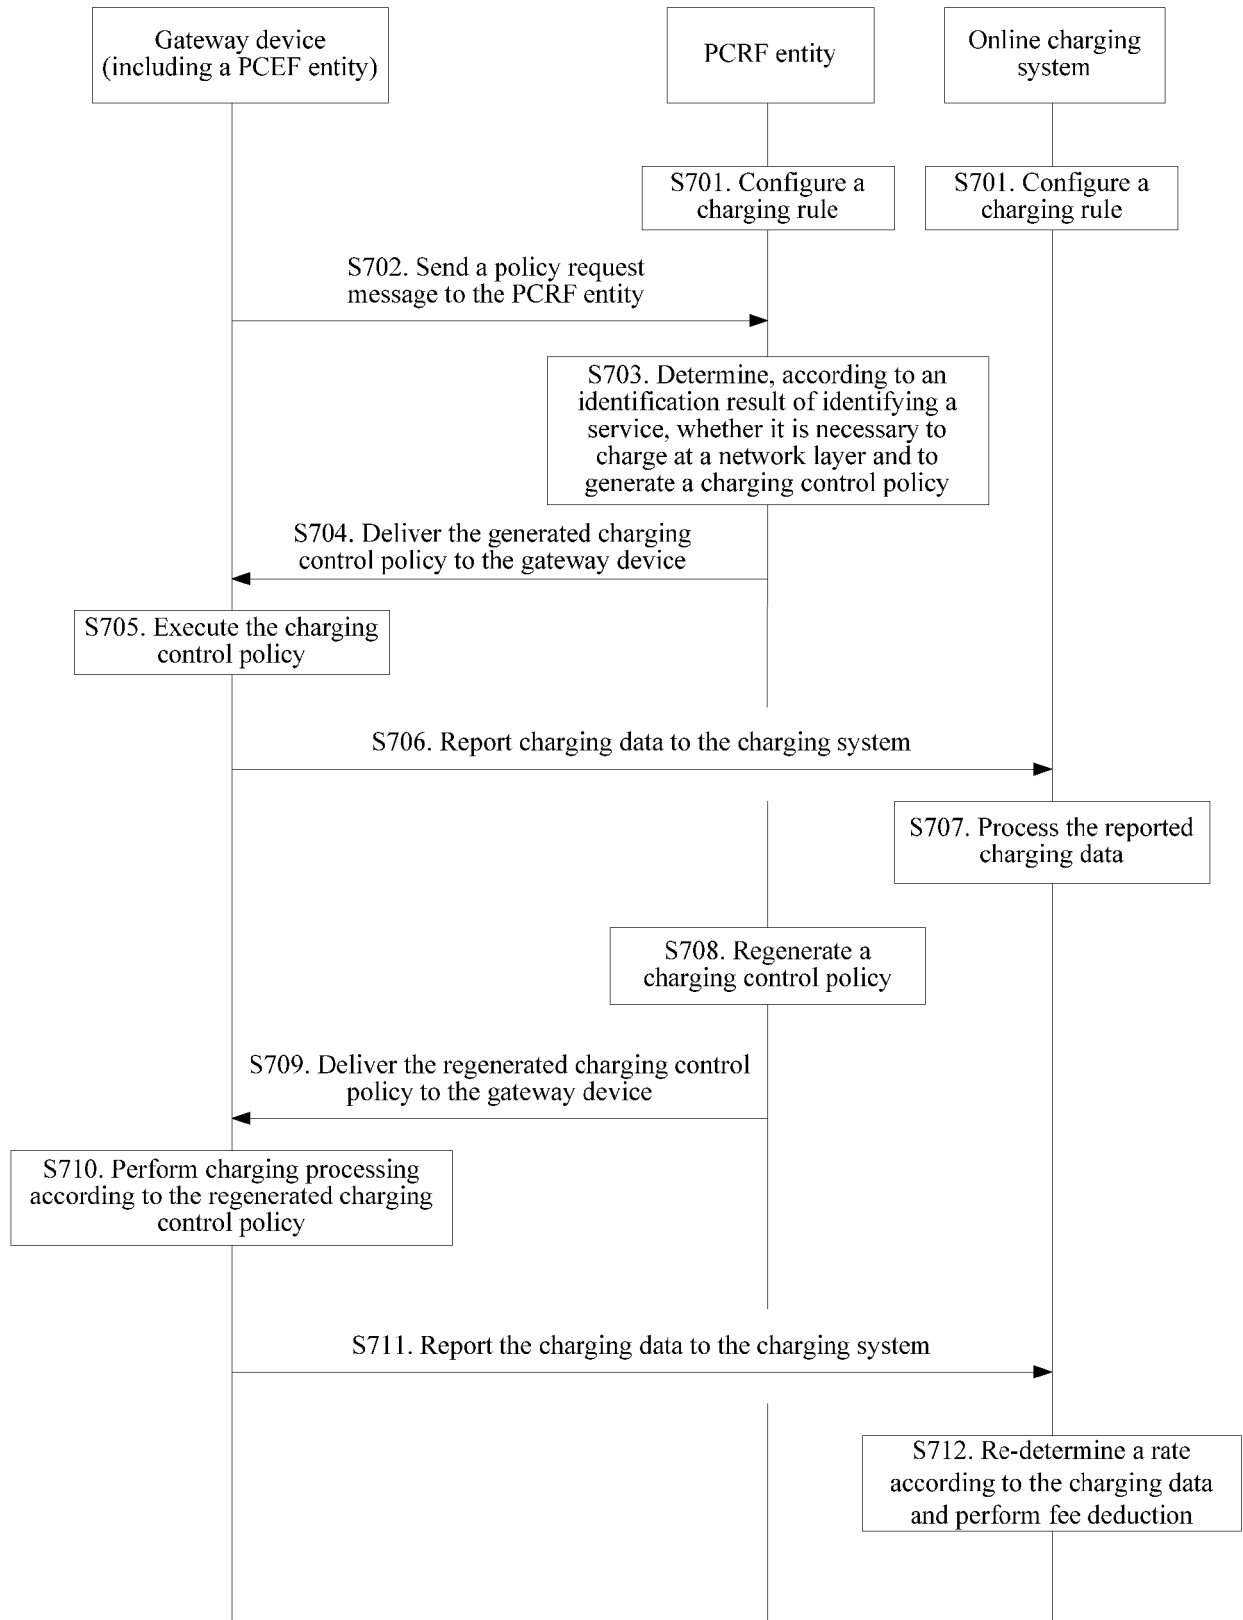 Gateway device
(including a PCEF entity)
PCRF entity
Online charging
system
S701. Configure a
charging rule
S701. Configure a
charging rule
S702. Send a policy request
message to the PCRF entity
S703. Determine, according to an
identification result of identifying a
service, whether it is necessary to
charge at a network layer and to
generate a charging control policy
S704. Deliver the generated charging
control policy to the gateway device
S705. Execute the charging
control policy
S706. Report charging data to the charging system
S707. Process the reported
charging data
S708. Regenerate a
charging control policy
S709. Deliver the regenerated charging control
policy to the gateway device
S710. Perform charging processing
according to the regenerated charging
control policy
S711. Report the charging data to the charging system
S712. Re-determine a rate
according to the charging data
and perform fee deduction